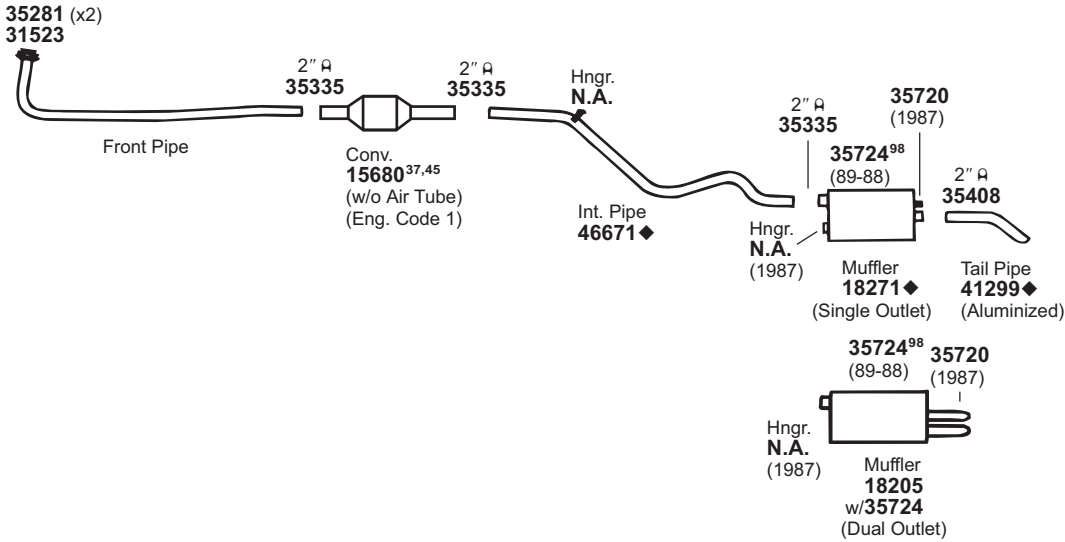 35281 (x2)
31523
Front Pipe
2"
35335
Conv.
15680³⁷,⁴⁵
(w/o Air Tube)
(Eng. Code 1)
2"
35335
Hngr.
N.A.
Int. Pipe
46671◆
2"
35335
Hngr.
N.A.
(1987)
35724⁹⁸
(89-88)
35720
(1987)
Muffler
18271◆
(Single Outlet)
2"
35408
Tail Pipe
41299◆
(Aluminized)
35724⁹⁸
(89-88)
35720
(1987)
Hngr.
N.A.
(1987)
Muffler
18205
w/35724
(Dual Outlet)